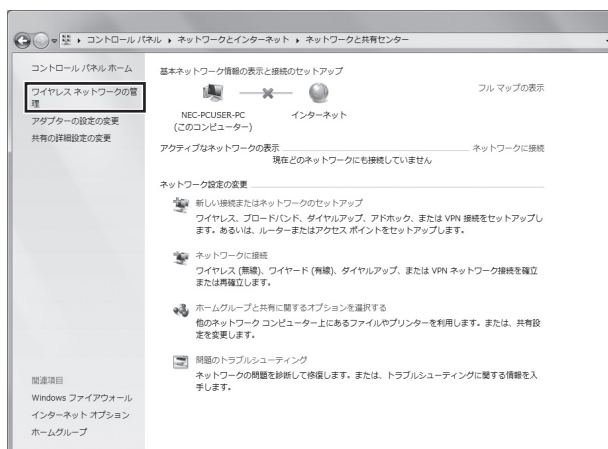 コントロール パネル ▸ ネットワークとインターネット ▸ ネットワークと共有センター
コントロール パネル ホーム
ワイヤレス ネットワークの管
理
アダプターの設定の変更
共有の詳細設定の変更
基本ネットワーク情報の表示と接続のセットアップ
フル マップの表示
NEC-PCUSER-PC
(このコンピューター)
インターネット
アクティブなネットワークの表示
ネットワークに接続
現在どのネットワークにも接続していません
ネットワーク設定の変更
新しい接続またはネットワークのセットアップ
ワイヤレス、ブロードバンド、ダイヤルアップ、アドホック、または VPN 接続をセットアップし
ます。あるいは、ルーターまたはアクセス ポイントをセットアップします。
ネットワークに接続
ワイヤレス (無線)、ワイヤード (有線)、ダイヤルアップ、または VPN ネットワーク接続を確立
または再確立します。
ホームグループと共有に関するオプションを選択する
他のネットワーク コンピューター上にあるファイルやプリンターを利用します。または、共有設
定を変更します。
問題のトラブルシューティング
ネットワークの問題を診断して修復します。または、トラブルシューティングに関する情報を入
手します。
関連項目
Windows ファイアウォール
インターネット オプション
ホームグループ